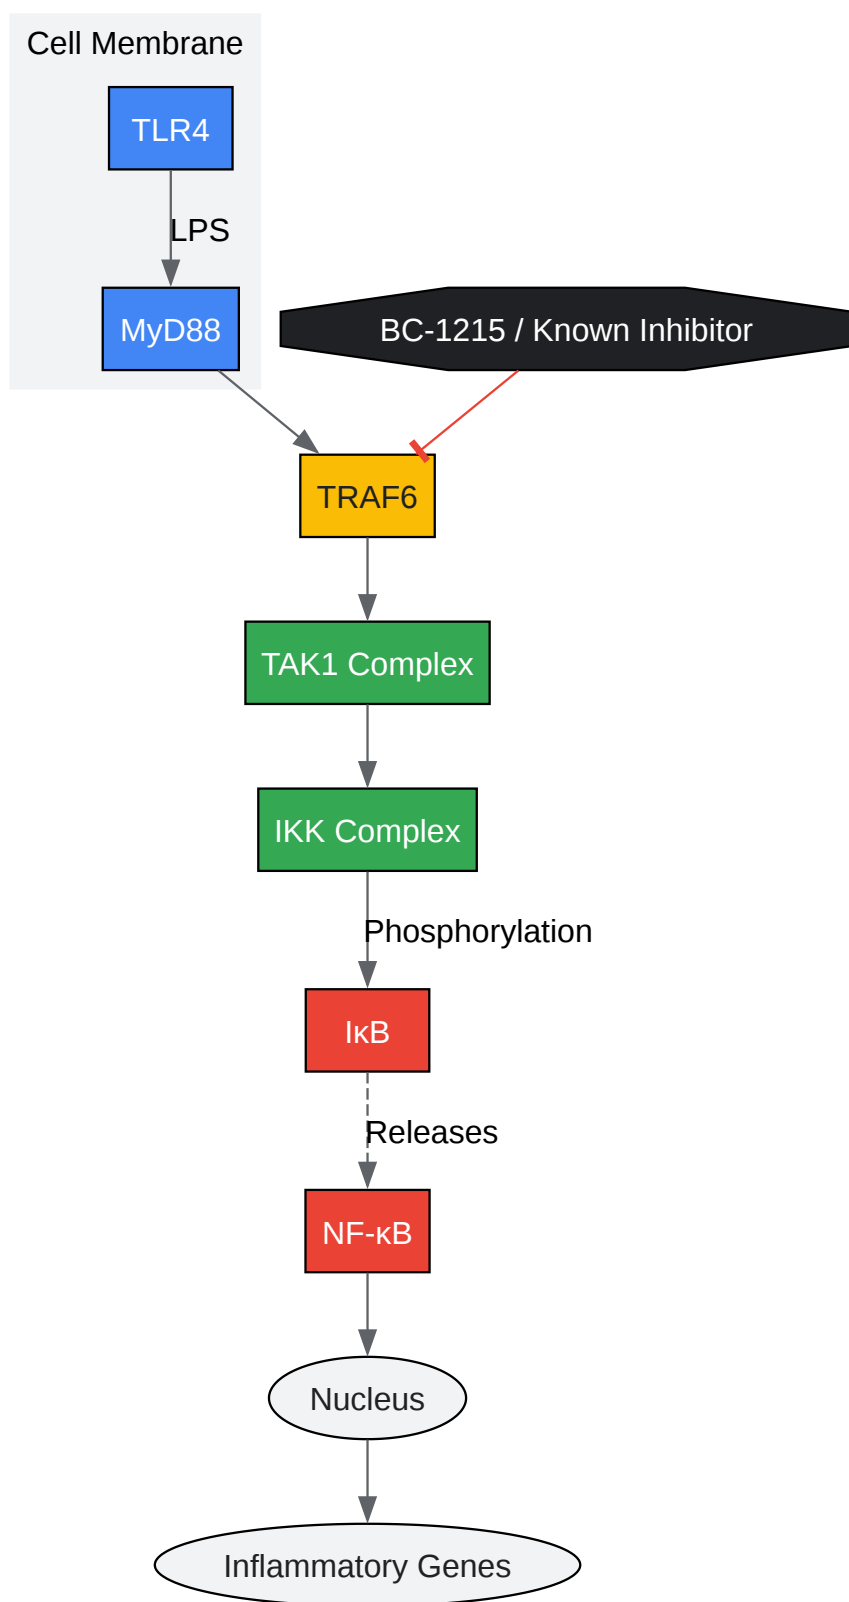 Cell Membrane
TLR4
LPS
MyD88
BC-1215 / Known Inhibitor
TRAF6
TAK1 Complex
IKK Complex
Phosphorylation
IκB
Releases
NF-κB
Nucleus
Inflammatory Genes